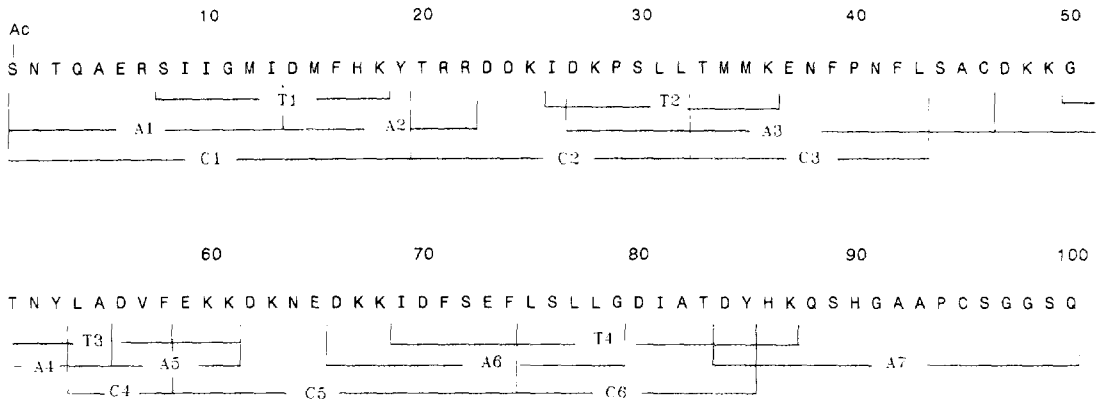 Ac 10 20 30 40 50
S N T Q A E R S I I G M I D M F H K Y T R R D D K I D K P S L L T M M K E N F P N F L S A C D K K G
T1 T2
A1 A2 A3
C1 C2 C3
60 70 80 90 100
T N Y L A D V F E K K D K N E D K K I D F S E F L S L L G D I A T D Y H K Q S H G A A P C S G G S Q
T3 T4
A4 A5 A6 A7
C4 C5 C6